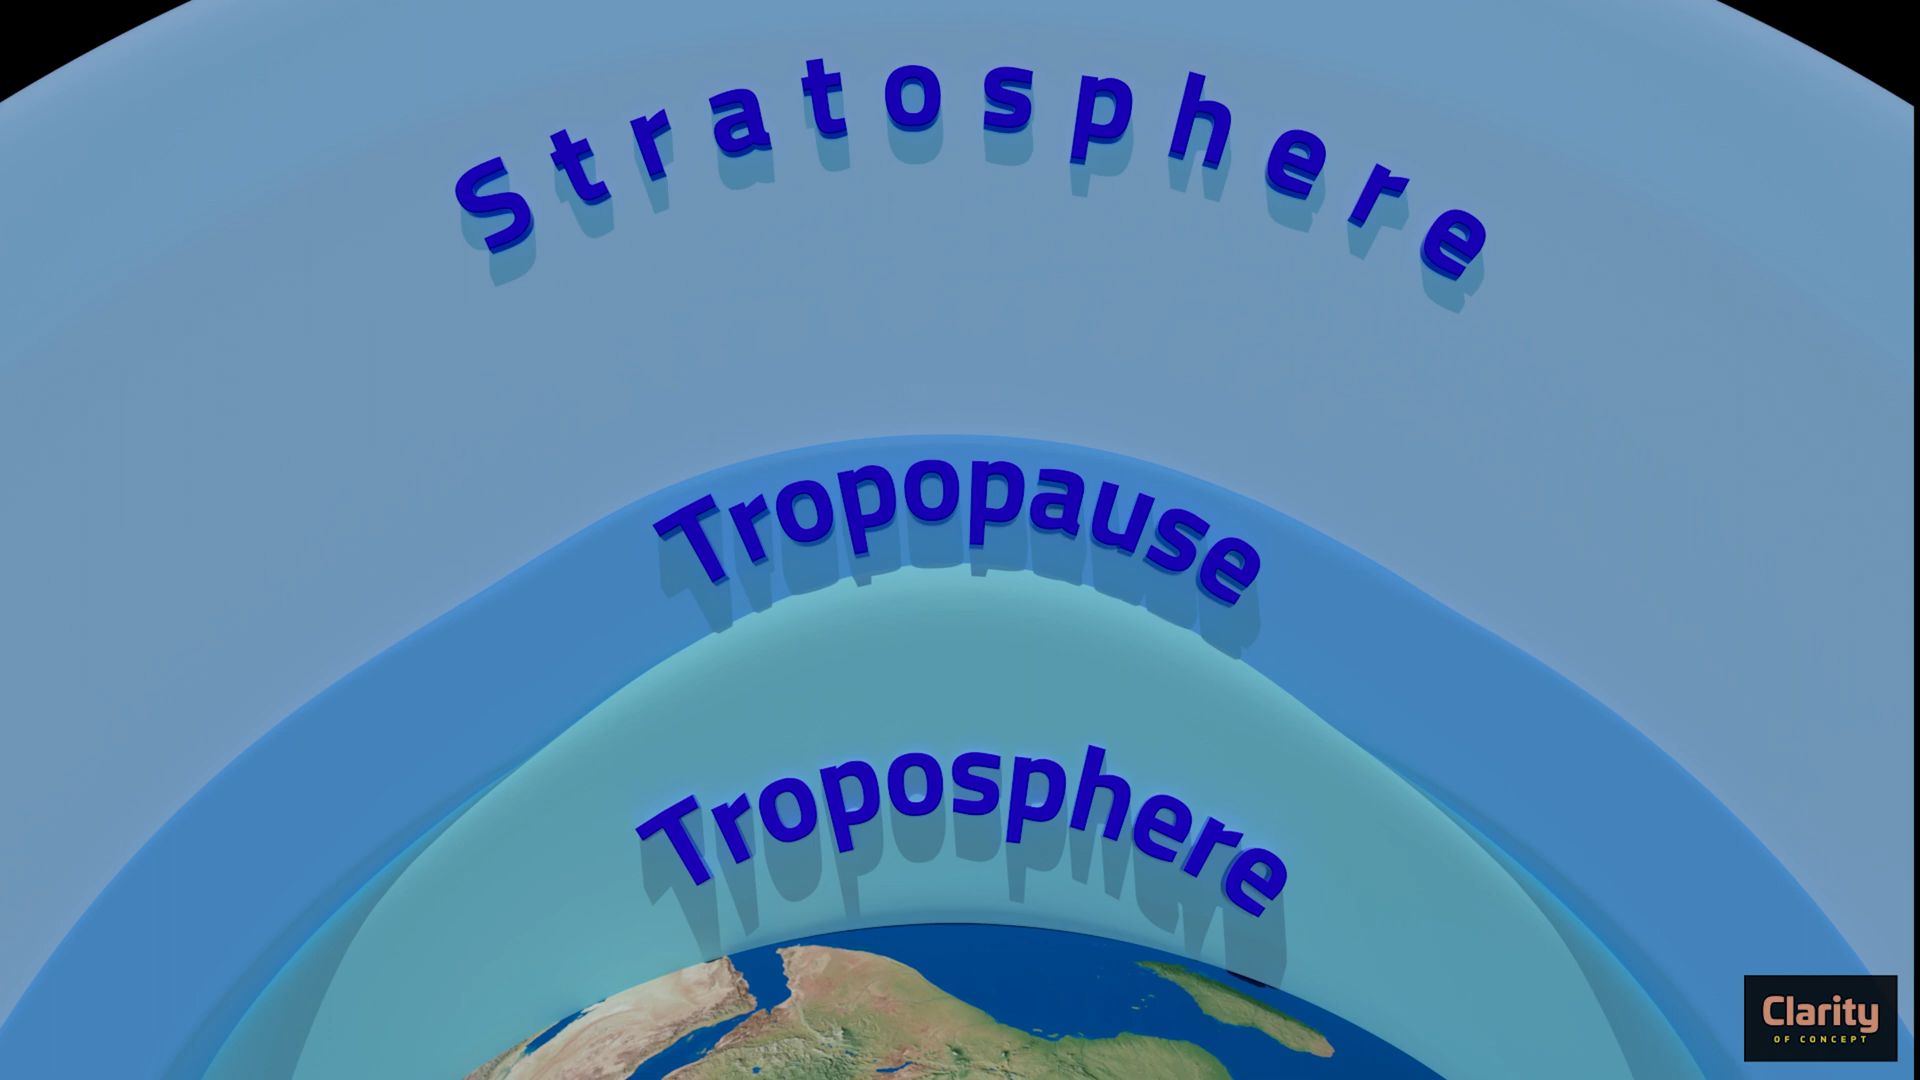 Stratosphere
Tropopause
Troposphere
Clarity
OF CONCEPT